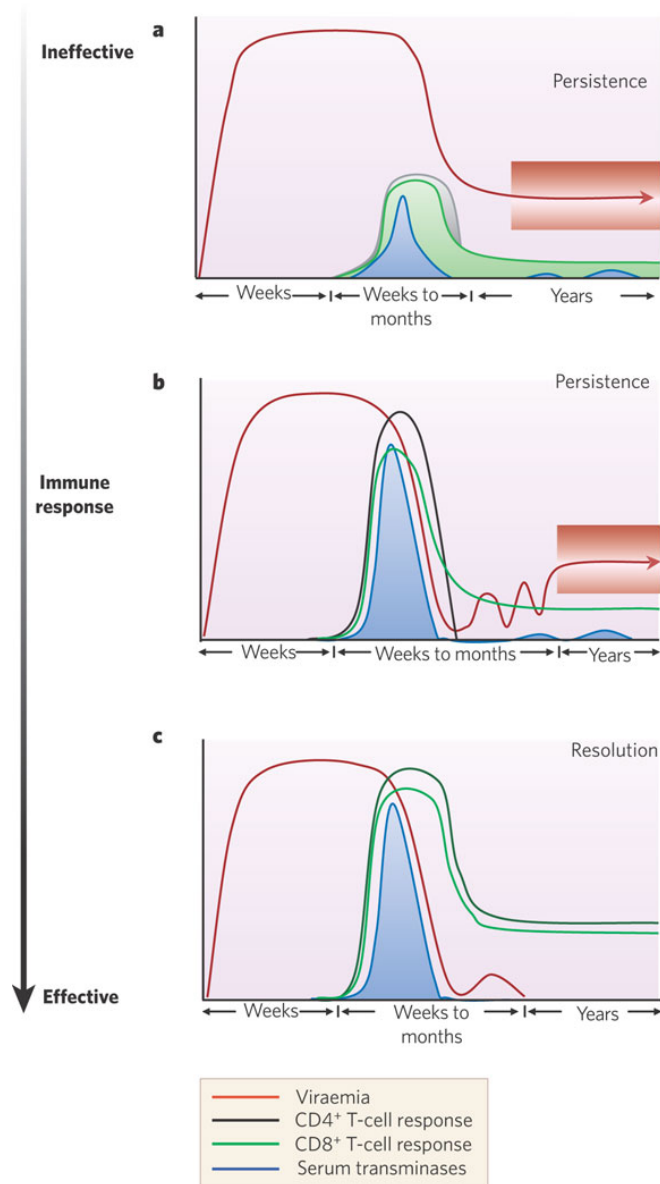 a
Ineffective
Persistence
Weeks
Weeks to
months
Years
b
Persistence
Immune
response
Weeks
Weeks to months
Years
c
Resolution
Effective
Weeks
Weeks to
months
Years
Viraemia
CD4⁺ T-cell response
CD8⁺ T-cell response
Serum transminases